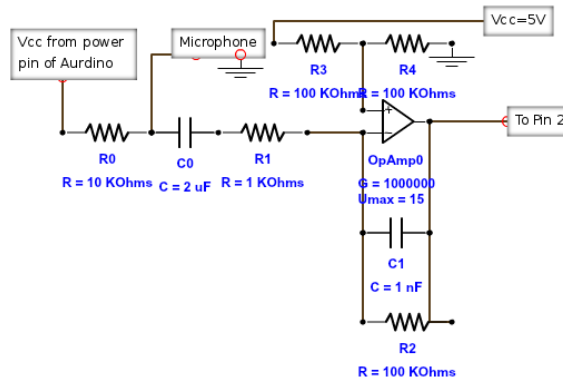 Vcc from power
pin of Aurdino
Microphone
Vcc=5V
R3
R = 100 KOhms
R4
R = 100 KOhms
To Pin 2
R0
R = 10 KOhms
C0
C = 2 uF
R1
R = 1 KOhms
OpAmp0
G = 1000000
Umax = 15
C1
C = 1 nF
R2
R = 100 KOhms